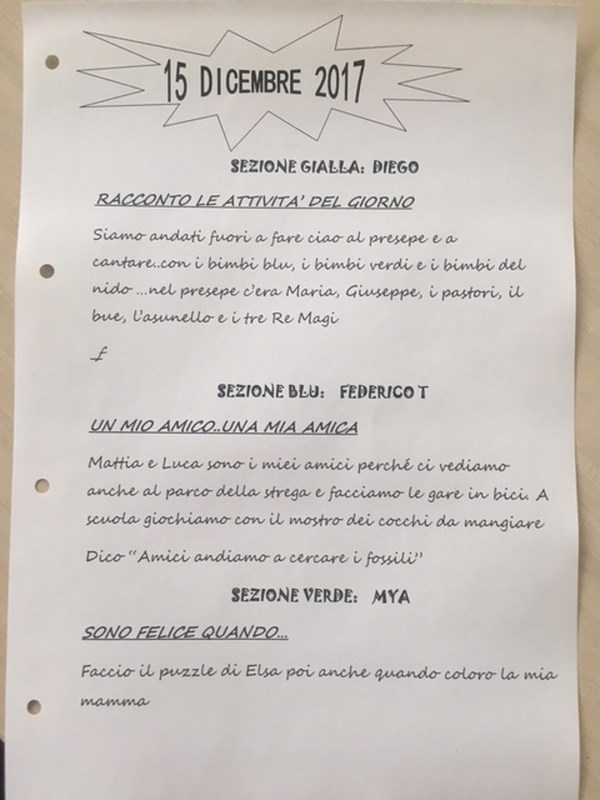 15 DICEMBRE 2017
SEZIONE GIALLA: DIEGO
RACCONTO LE ATTIVITA' DEL GIORNO
Siamo andati fuori a fare ciao al presepe e a
cantare..con i bimbi blu, i bimbi verdi e i bimbi del
nido ...nel presepe c'era Maria, Giuseppe, i pastori, il
bue, l'asunello e i tre Re Magi
f
SEZIONE BLU: FEDERICO T
UN MIO AMICO..UNA MIA AMICA
Mattia e Luca sono i miei amici perché ci vediamo
anche al parco della strega e facciamo le gare in bici. A
scuola giochiamo con il mostro dei cocchi da mangiare
Dico "Amici andiamo a cercare i fossili"
SEZIONE VERDE: MYA
SONO FELICE QUANDO...
Faccio il puzzle di Elsa poi anche quando coloro la mia
mamma